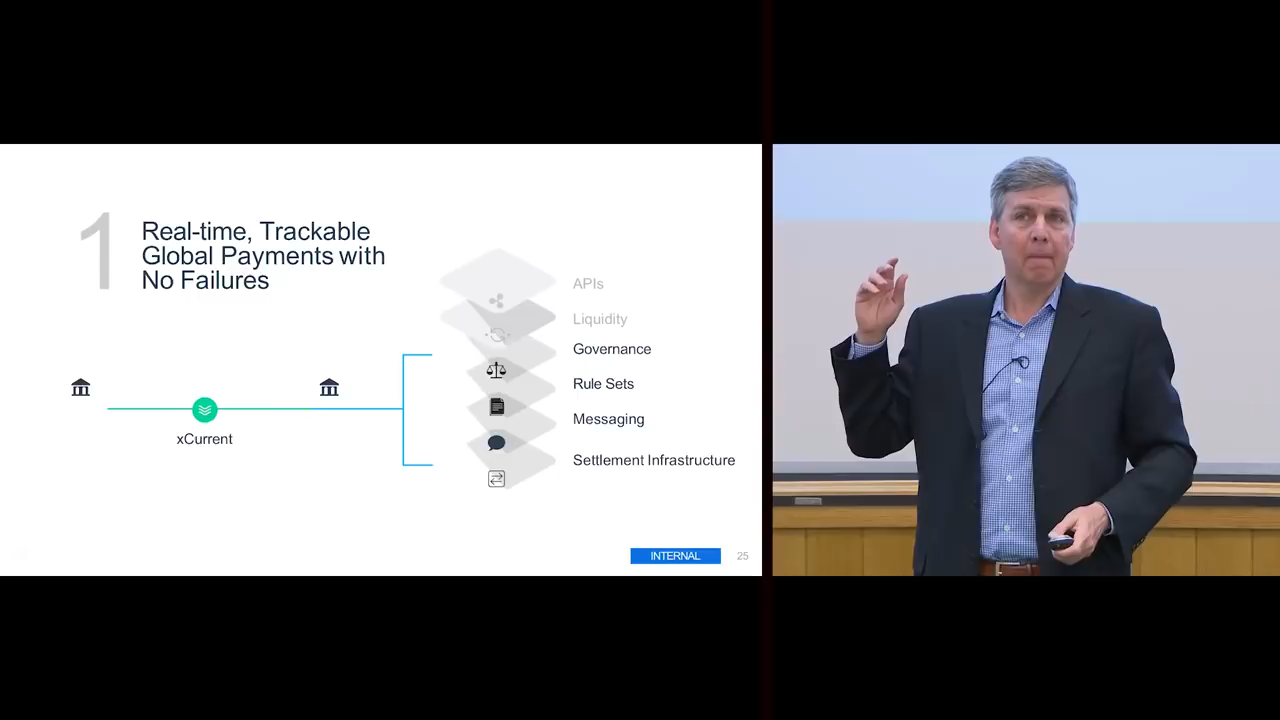 1
Real-time, Trackable
Global Payments with
No Failures
APIs
Liquidity
Governance
Rule Sets
Messaging
Settlement Infrastructure
xCurrent
INTERNAL
25